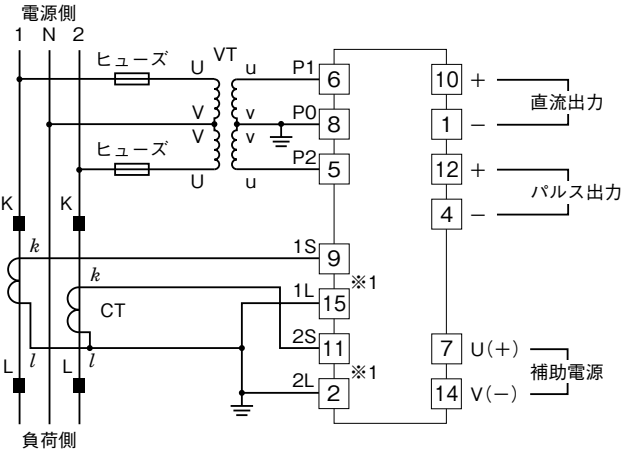 電源側
1 N 2
ヒューズ
VT
U u P1 6 10 +
直流出力
V v P0 8 1 −
V v
ヒューズ
U u P2 5 12 +
パルス出力
4 −
K K
k 1S 9
※1
k 1L 15
CT
2S 11 7 U(+)
※1
補助電源
L l L l
2L 2 14 V(−)
負荷側